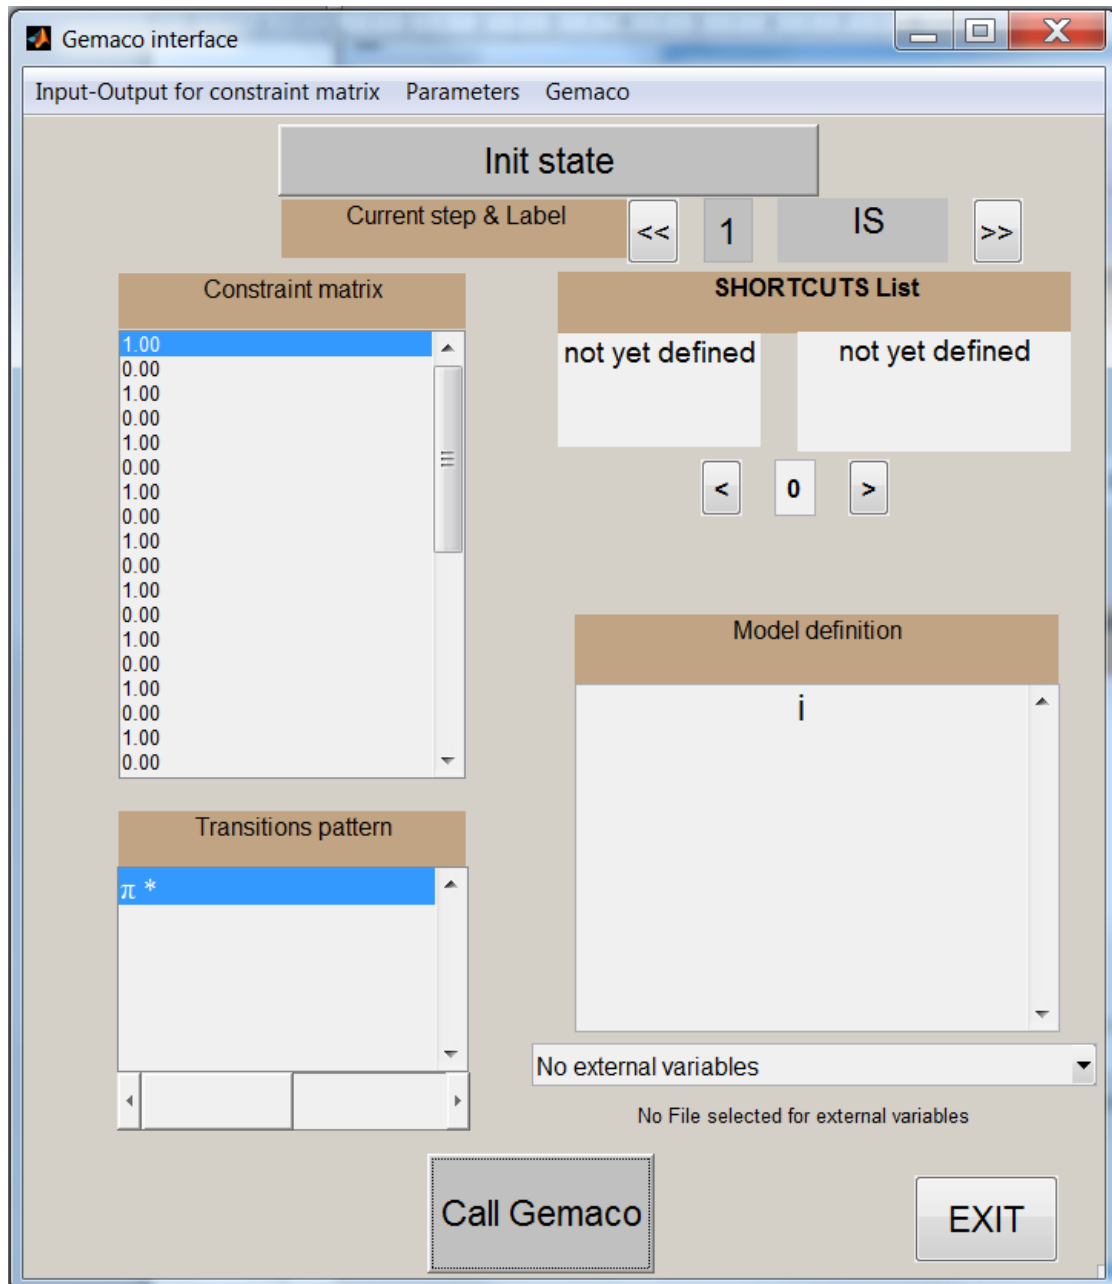 Gemaco interface
Input-Output for constraint matrix Parameters Gemaco
Init state
Current step & Label << 1 IS >>
Constraint matrix
1.00
0.00
1.00
0.00
1.00
0.00
1.00
0.00
1.00
0.00
1.00
0.00
1.00
0.00
1.00
0.00
1.00
0.00
SHORTCUTS List
not yet defined not yet defined
< 0 >
Model definition
i
Transitions pattern
π *
No external variables
No File selected for external variables
Call Gemaco
EXIT